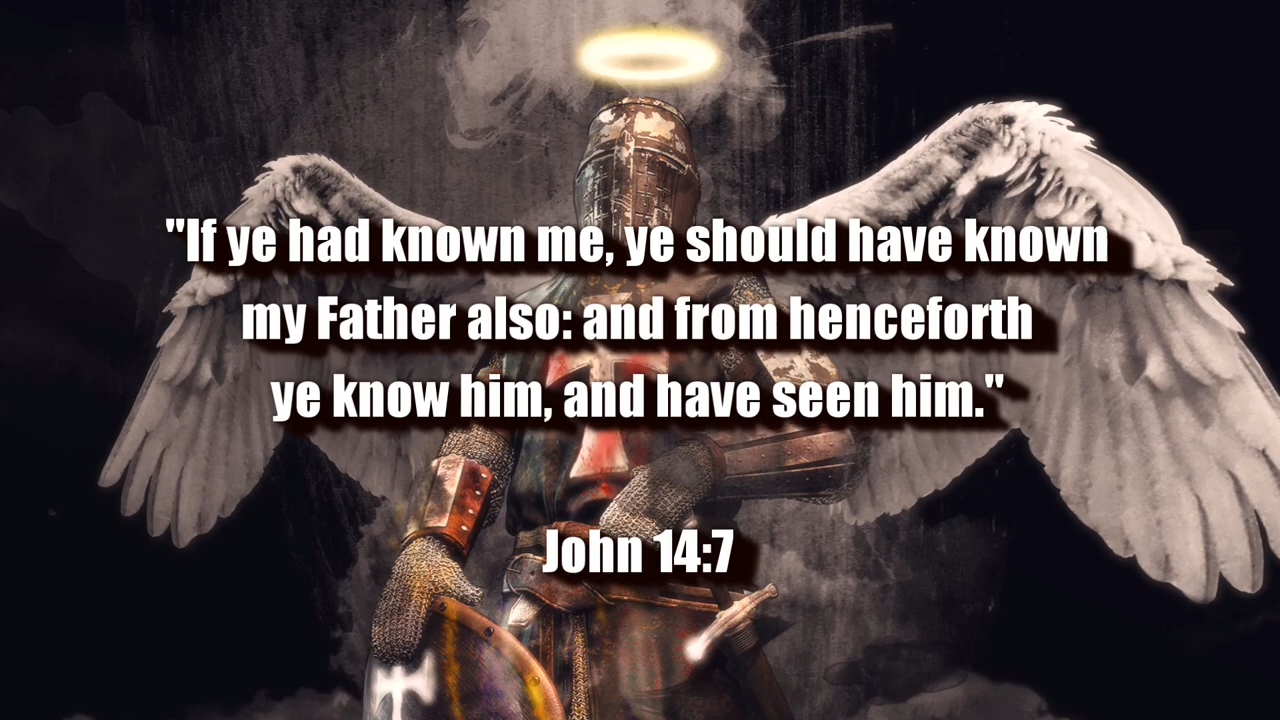 "If ye had known me, ye should have known
my Father also: and from henceforth
ye know him, and have seen him."
John 14:7